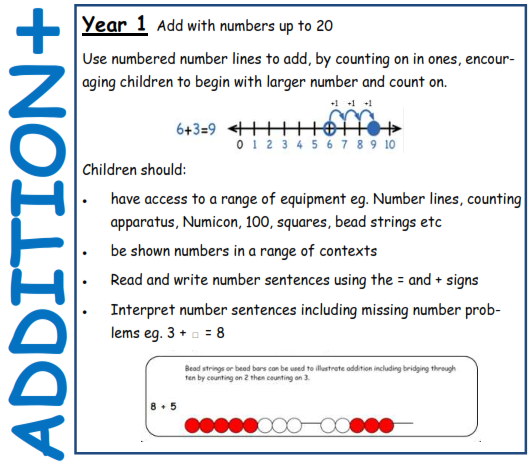 ADDITION+
Year 1 Add with numbers up to 20
Use numbered number lines to add, by counting on in ones, encour-
aging children to begin with larger number and count on.
+1 +1 +1
6+3=9
0 1 2 3 4 5 6 7 8 9 10
Children should:
• have access to a range of equipment eg. Number lines, counting
apparatus, Numicon, 100, squares, bead strings etc
• be shown numbers in a range of contexts
• Read and write number sentences using the = and + signs
• Interpret number sentences including missing number prob-
lems eg. 3 + □ = 8
Bead strings or bead bars can be used to illustrate addition including bridging through
ten by counting on 2 then counting on 3.
8 + 5